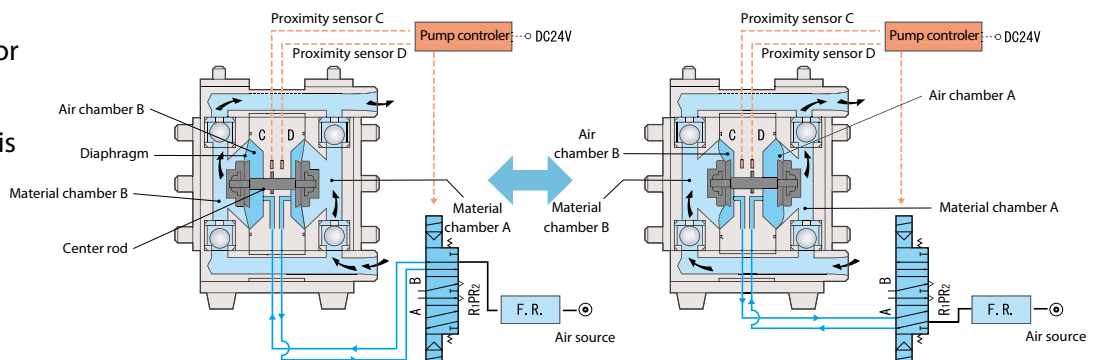 or
is
Proximity sensor C
Proximity sensor D
Pump controler
DC24V
Air chamber B
Diaphragm
Material chamber B
Center rod
C D
Material
chamber A
B
A
R1PR2
F. R.
Air source
Proximity sensor C
Proximity sensor D
Pump controler
DC24V
Air chamber A
Air
chamber B
Material
chamber B
Material chamber A
C D
B
A
R1PR2
F. R.
Air source